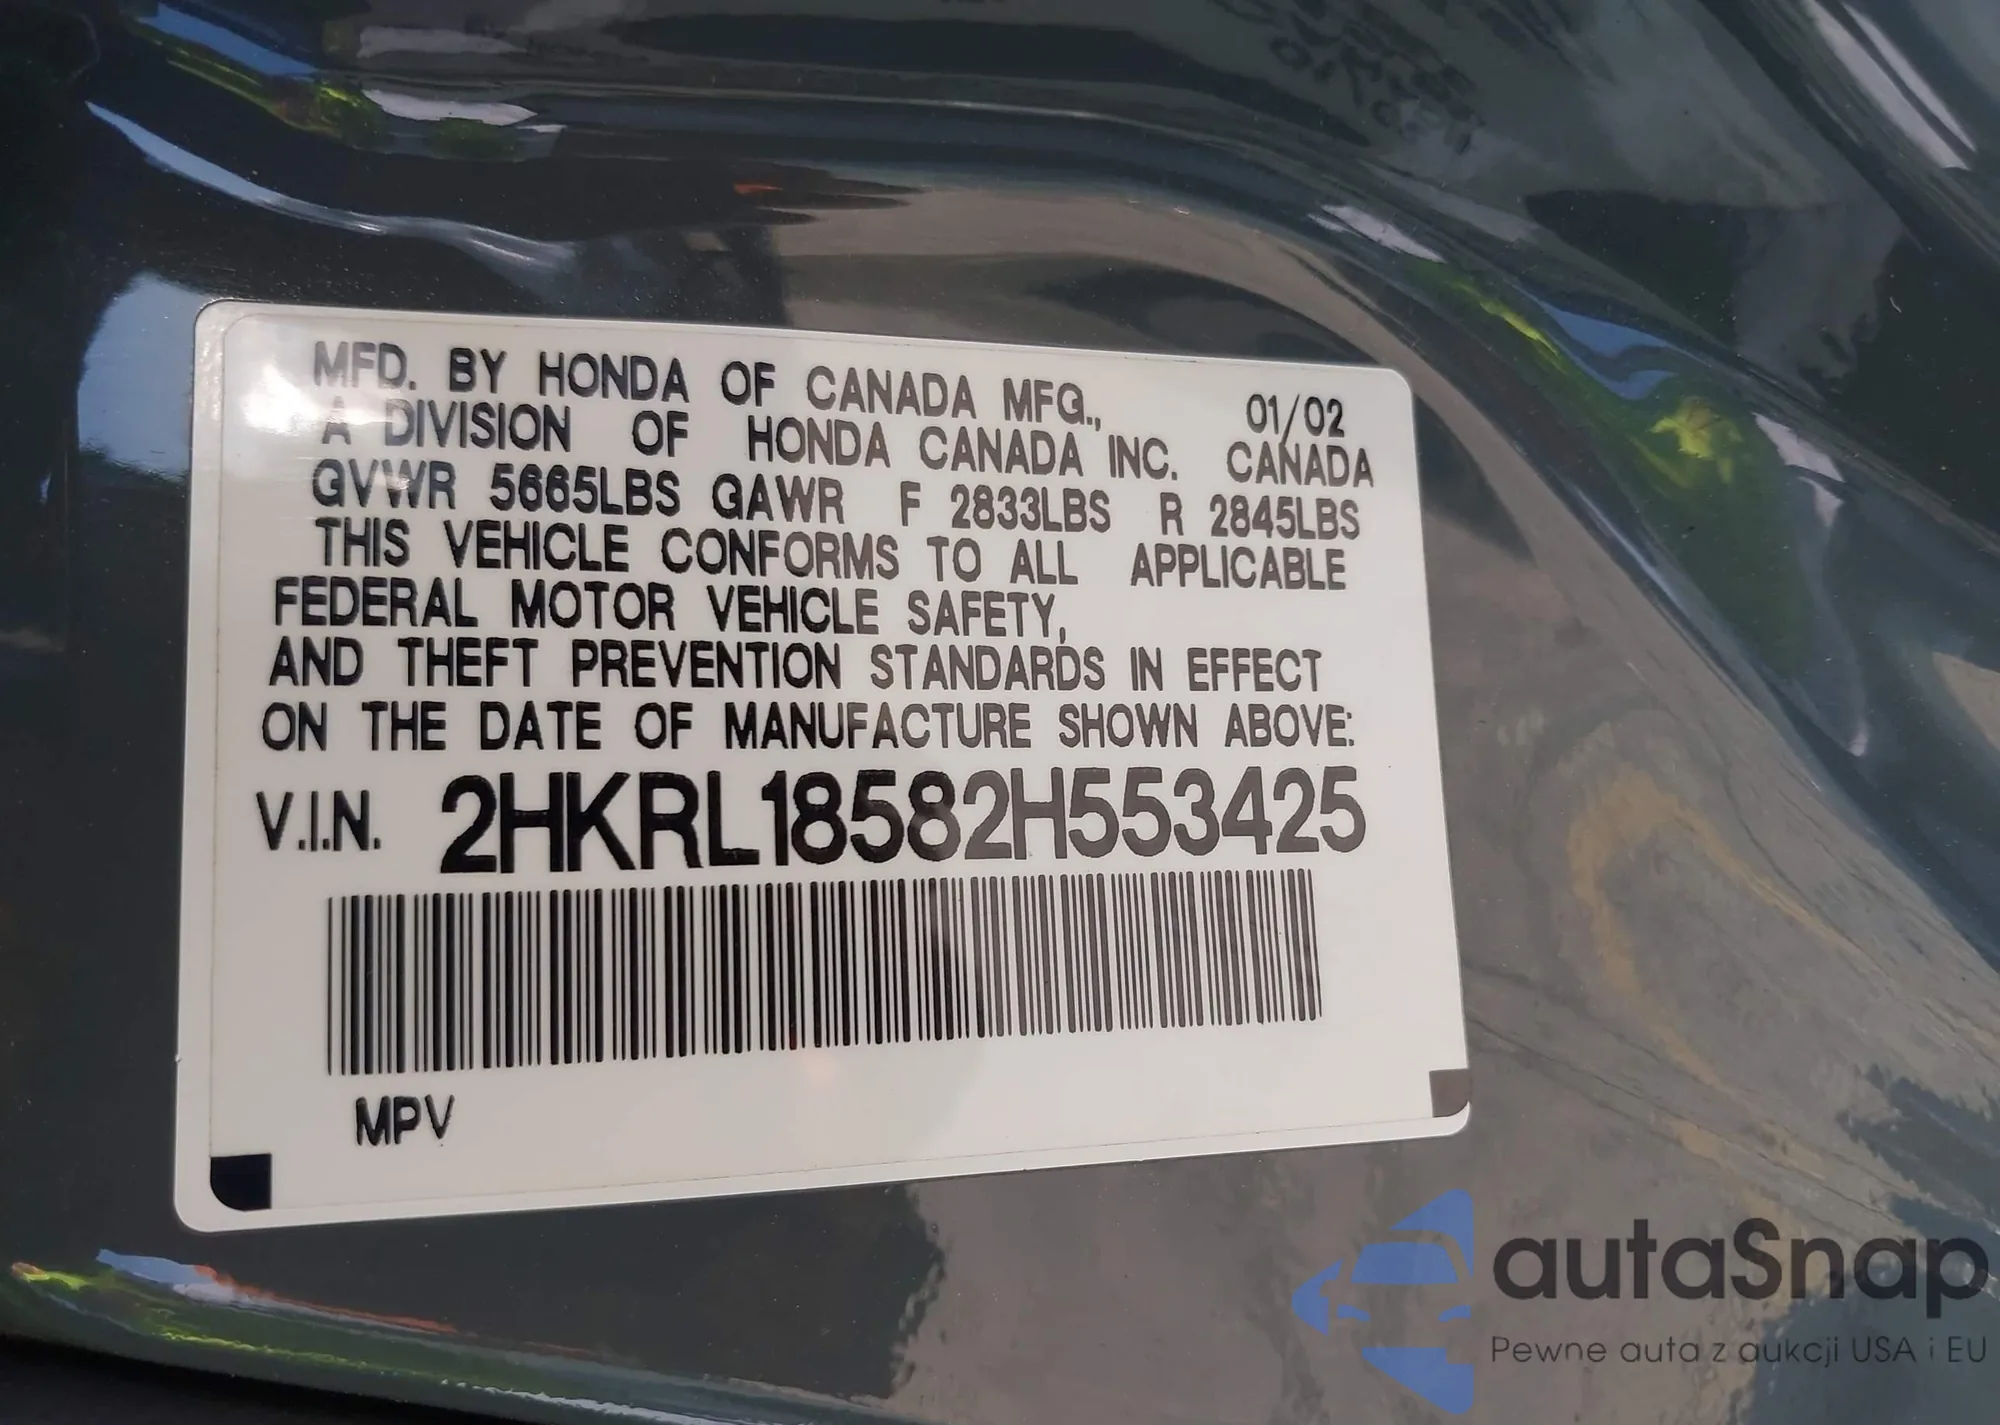 MFD. BY HONDA OF CANADA MFG., 01/02
A DIVISION OF HONDA CANADA INC. CANADA
GVWR 5665LBS GAWR F 2833LBS R 2845LBS
THIS VEHICLE CONFORMS TO ALL APPLICABLE
FEDERAL MOTOR VEHICLE SAFETY,
AND THEFT PREVENTION STANDARDS IN EFFECT
ON THE DATE OF MANUFACTURE SHOWN ABOVE:
V.I.N. 2HKRL18582H553425
MPV
autaSnap
Pewne auta z aukcji USA i EU